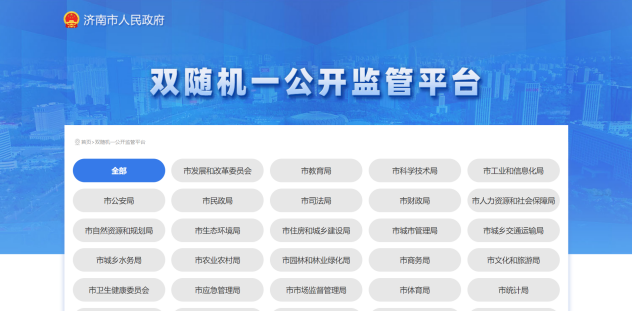 济南市人民政府
双随机一公开监管平台
首页 > 双随机一公开监管平台
全部 市发展和改革委员会 市教育局 市科学技术局 市工业和信息化局
市公安局 市民政局 市司法局 市财政局 市人力资源和社会保障局
市自然资源和规划局 市生态环境局 市住房和城乡建设局 市城市管理局 市城乡交通运输局
市城乡水务局 市农业农村局 市园林和林业绿化局 市商务局 市文化和旅游局
市卫生健康委员会 市应急管理局 市市场监督管理局 市体育局 市统计局